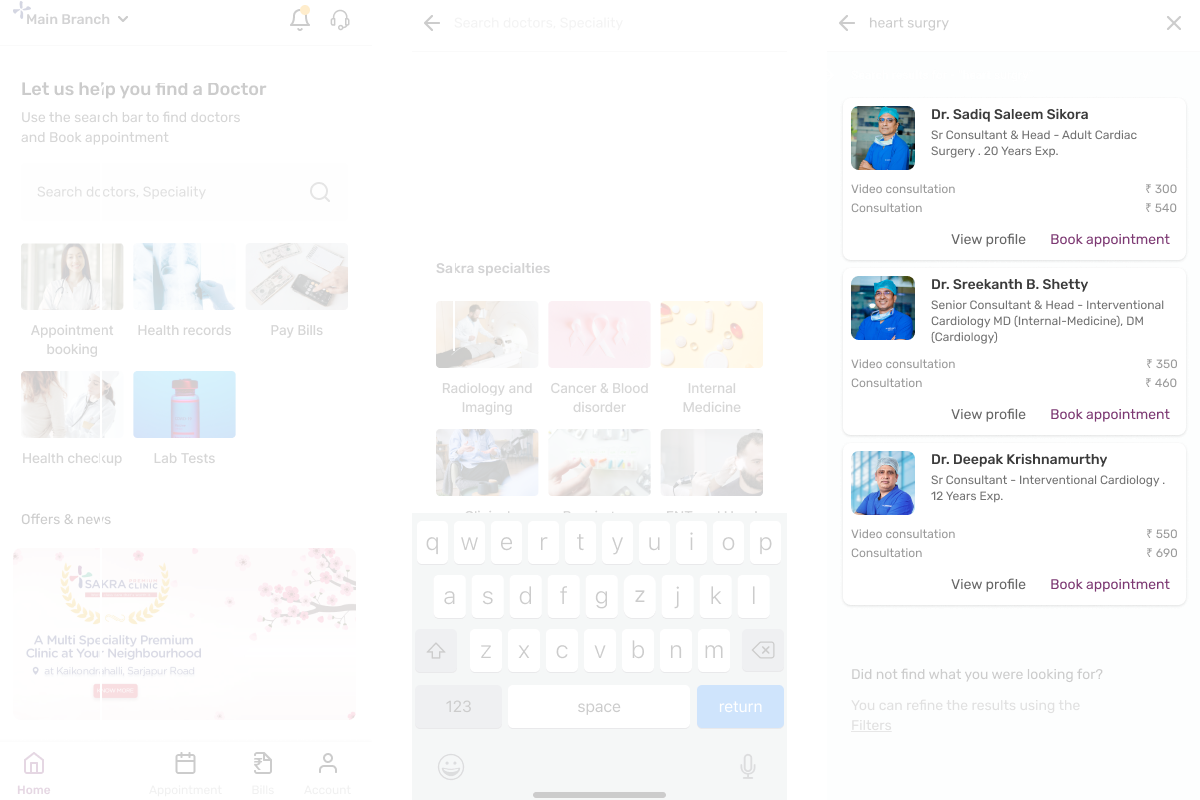 Main Branch
Let us help you find a Doctor
Use the search bar to find doctors
and Book appointment
Search doctors, Speciality
Appointment
booking
Health records
Pay Bills
Health checkup
Lab Tests
Offers & news
SAKRA
CLINIC
A Multi Speciality Premium
Clinic at Your Neighbourhood
at Kaikondrahalli, Sarjapur Road
KNOW MORE
Home
Appointment
Bills
Account
Search doctors, Speciality
Sakra specialties
Radiology and
Imaging
Cancer & Blood
disorder
Internal
Medicine
q w e r t y u i o p
a s d f g z j k l
z x c v b n m
123
space
return
heart surgry
Dr. Sadiq Saleem Sikora
Sr Consultant & Head - Adult Cardiac
Surgery . 20 Years Exp.
Video consultation ₹ 300
Consultation ₹ 540
View profile Book appointment
Dr. Sreekanth B. Shetty
Senior Consultant & Head - Interventional
Cardiology MD (Internal-Medicine), DM
(Cardiology)
Video consultation ₹ 350
Consultation ₹ 460
View profile Book appointment
Dr. Deepak Krishnamurthy
Sr Consultant - Interventional Cardiology .
12 Years Exp.
Video consultation ₹ 550
Consultation ₹ 690
View profile Book appointment
Did not find what you were looking for?
You can refine the results using the
Filters